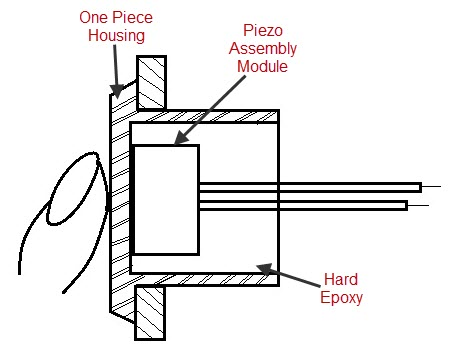 One Piece
Housing
Piezo
Assembly
Module
Hard
Epoxy